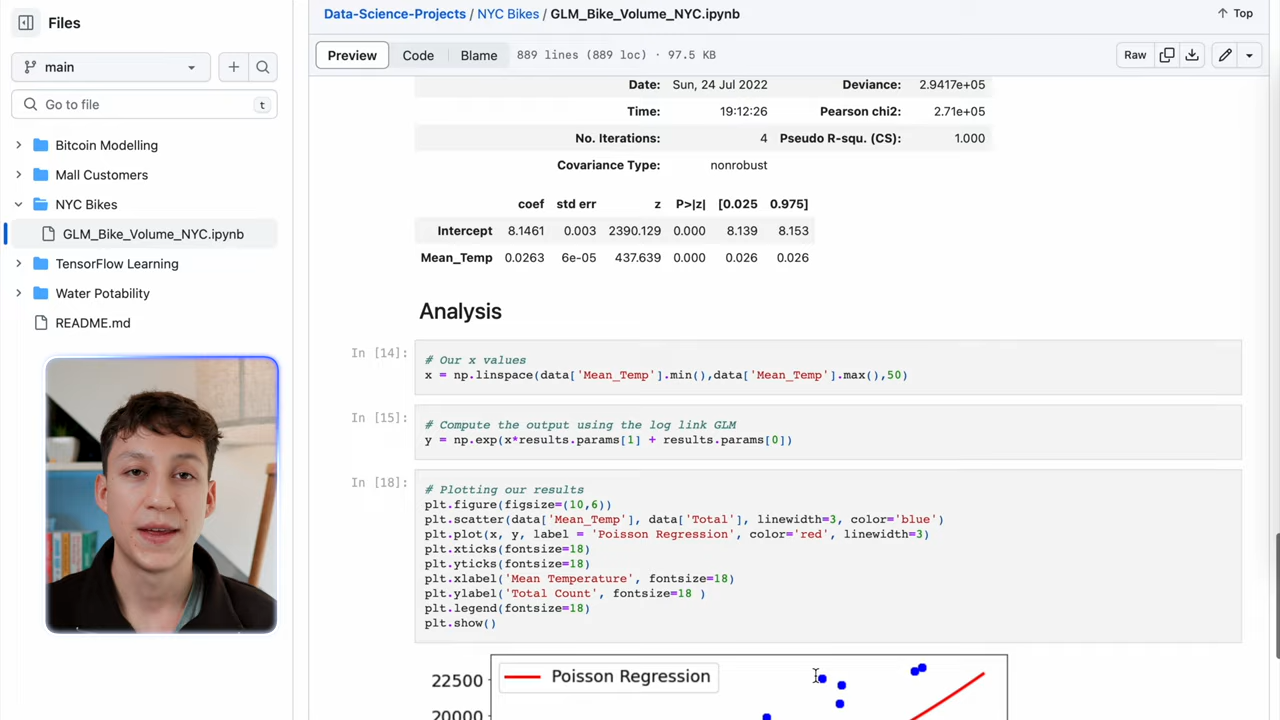 Files
Data-Science-Projects / NYC Bikes / GLM_Bike_Volume_NYC.ipynb
Top
main
Preview Code Blame 889 lines (889 loc) · 97.5 KB
Raw
Go to file t
Bitcoin Modelling
Mall Customers
NYC Bikes
GLM_Bike_Volume_NYC.ipynb
TensorFlow Learning
Water Potability
README.md
Date: Sun, 24 Jul 2022 Deviance: 2.9417e+05
Time: 19:12:26 Pearson chi2: 2.71e+05
No. Iterations: 4 Pseudo R-squ. (CS): 1.000
Covariance Type: nonrobust
coef std err z P>|z| [0.025 0.975]
Intercept 8.1461 0.003 2390.129 0.000 8.139 8.153
Mean_Temp 0.0263 6e-05 437.639 0.000 0.026 0.026
Analysis
In [14]:
# Our x values
x = np.linspace(data['Mean_Temp'].min(),data['Mean_Temp'].max(),50)
In [15]:
# Compute the output using the log link GLM
y = np.exp(x*results.params[1] + results.params[0])
In [18]:
# Plotting our results
plt.figure(figsize=(10,6))
plt.scatter(data['Mean_Temp'], data['Total'], linewidth=3, color='blue')
plt.plot(x, y, label = 'Poisson Regression', color='red', linewidth=3)
plt.xticks(fontsize=18)
plt.yticks(fontsize=18)
plt.xlabel('Mean Temperature', fontsize=18)
plt.ylabel('Total Count', fontsize=18 )
plt.legend(fontsize=18)
plt.show()
Poisson Regression
22500
20000